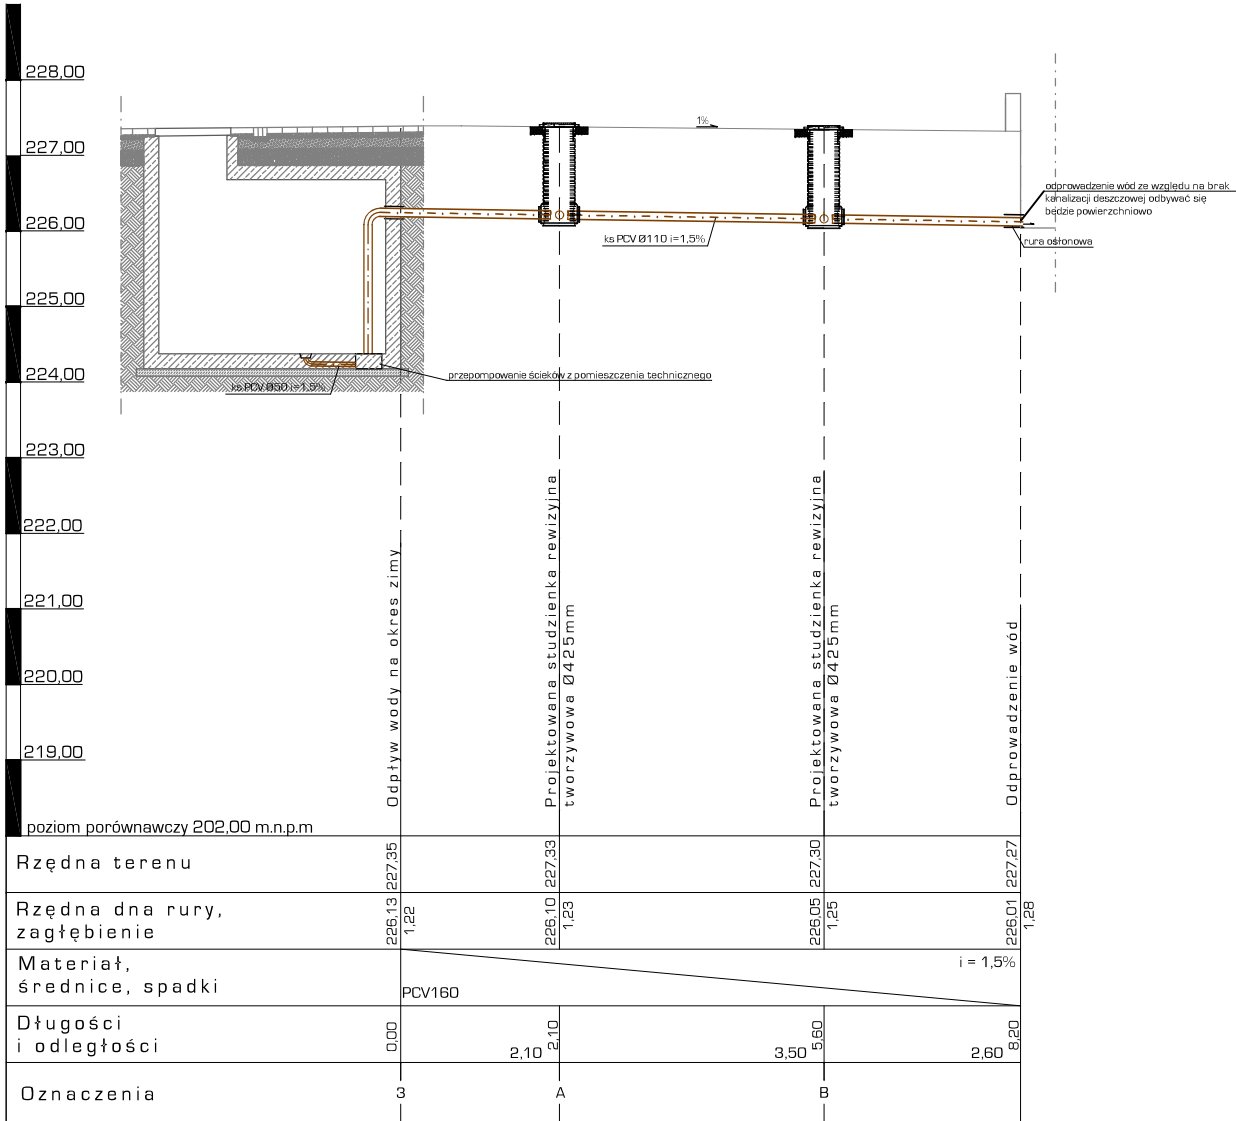 228,00
227,00
226,00
225,00
224,00
223,00
222,00
221,00
220,00
219,00
poziom porównawczy 202,00 m.n.p.m
1%
odprowadzenie wód ze względu na brak
kanalizacji deszczowej odbywać się
będzie powierzchniowo
rura osłonowa
ks PCV Ø110 i=1,5%
przepompowanie ścieków z pomieszczenia technicznego
ks PCV Ø50 i=1,5%
Odpływ wody na okres zimy
Projektowana studzienka rewizyjna
tworzywowa Ø425mm
Projektowana studzienka rewizyjna
tworzywowa Ø425mm
Odprowadzenie wód
Rzędna terenu
227,35
227,33
227,30
227,27
Rzędna dna rury,
zagłębienie
226,13
1,22
226,10
1,23
226,05
1,25
226,01
1,28
Materiał,
średnice, spadki
PCV160
i = 1,5%
Długości
i odległości
0,00
2,10
2,10
3,50
5,60
2,60
8,20
Oznaczenia
3
A
B